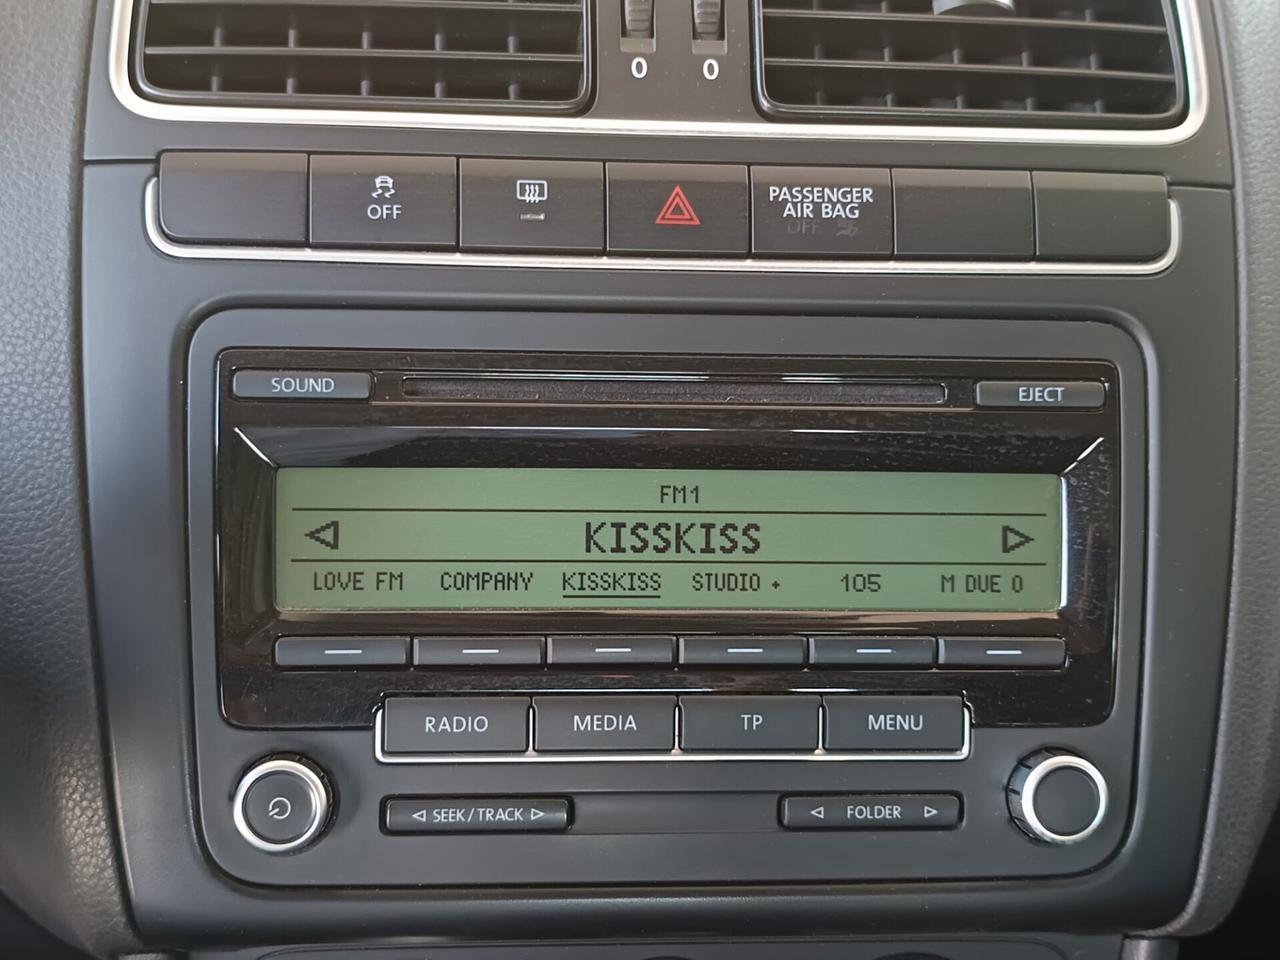 0 0
OFF
PASSENGER
AIR BAG
OFF
SOUND
EJECT
FM1
KISSKISS
LOVE FM COMPANY KISSKISS STUDIO + 105 M DUE O
RADIO MEDIA TP MENU
SEEK/TRACK
FOLDER